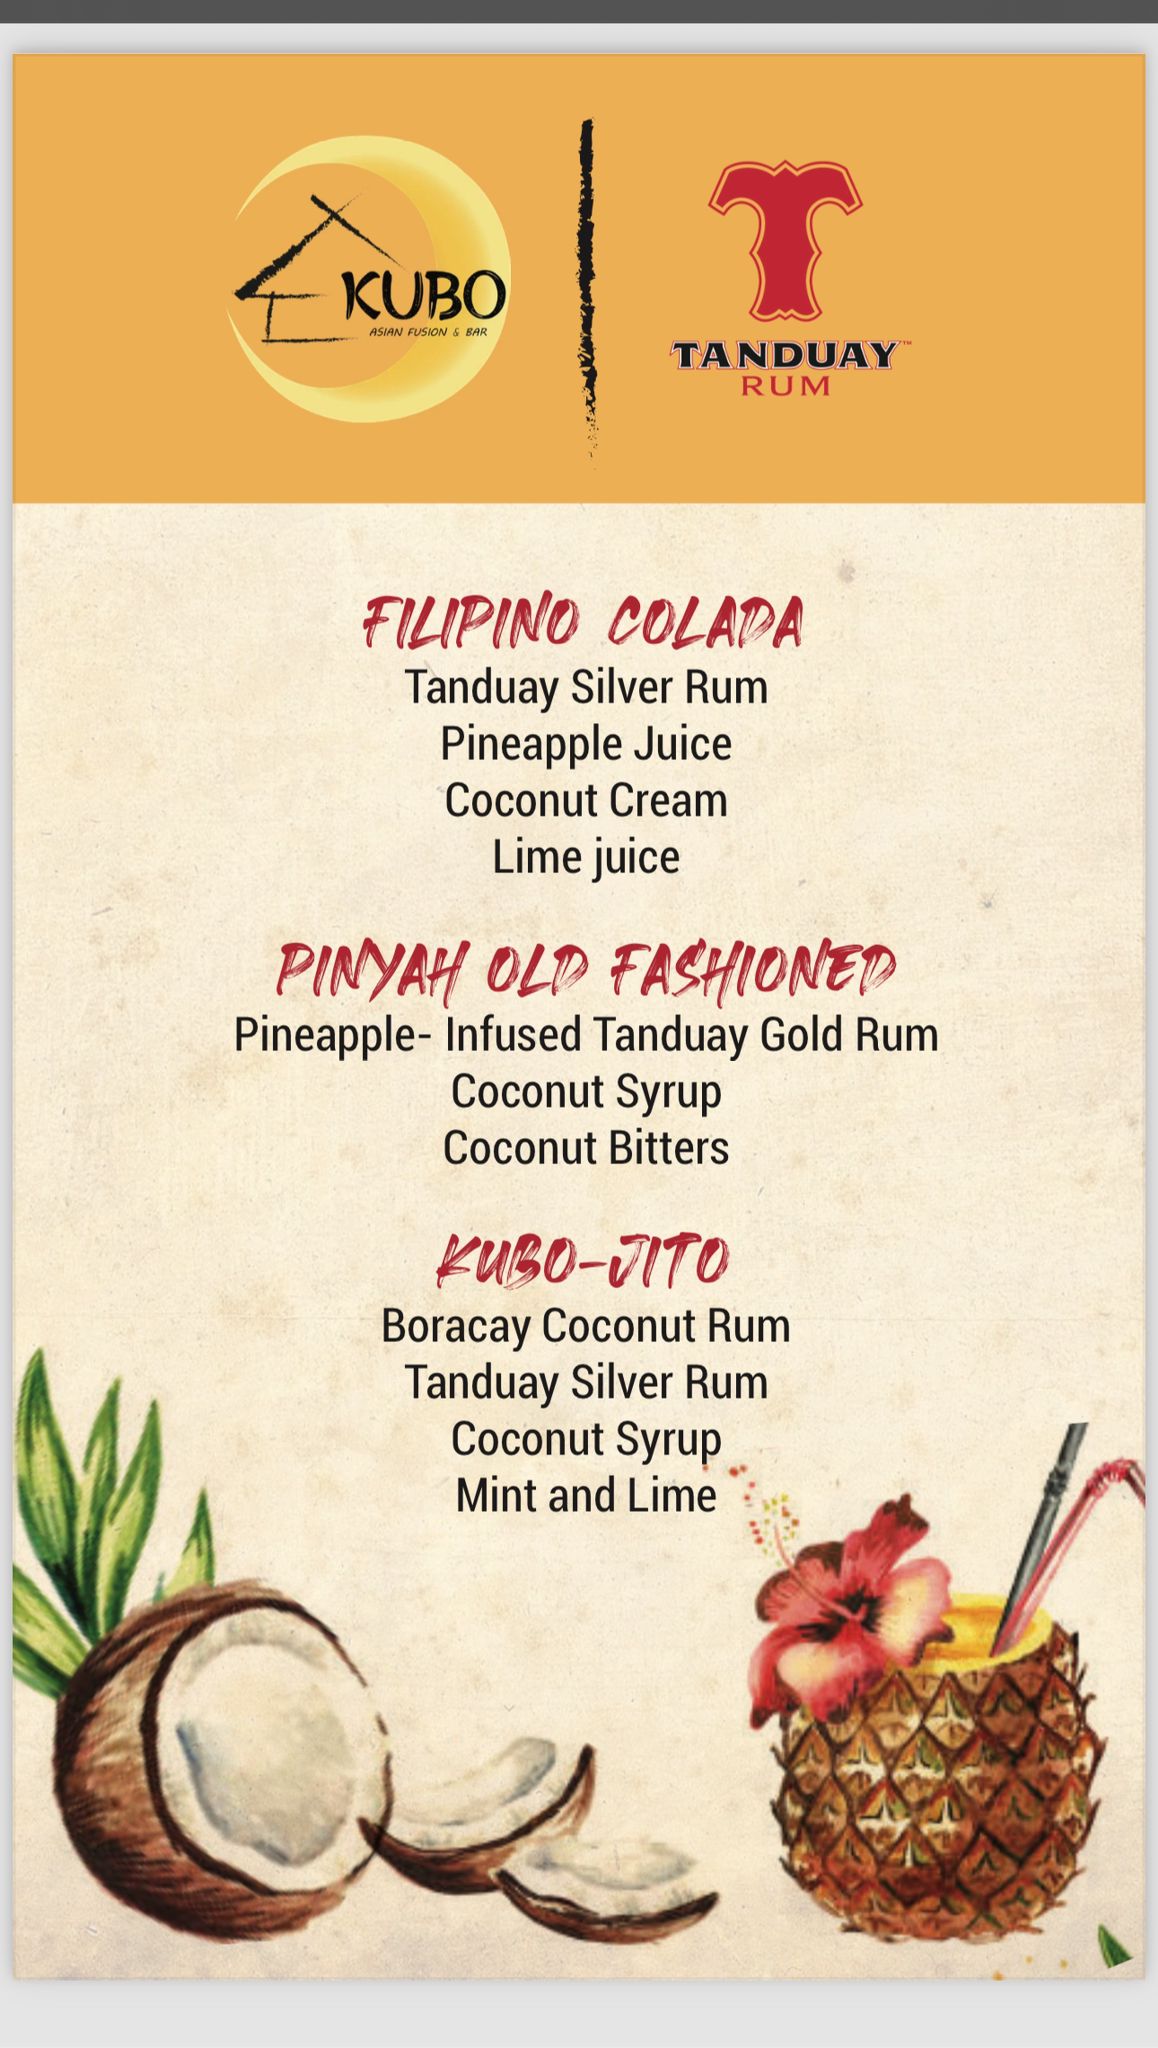 KUBO
ASIAN FUSION & BAR
TANDUAY™
RUM
FILIPINO COLADA
Tanduay Silver Rum
Pineapple Juice
Coconut Cream
Lime juice
PINYAH OLD FASHIONED
Pineapple- Infused Tanduay Gold Rum
Coconut Syrup
Coconut Bitters
KUBO-JITO
Boracay Coconut Rum
Tanduay Silver Rum
Coconut Syrup
Mint and Lime